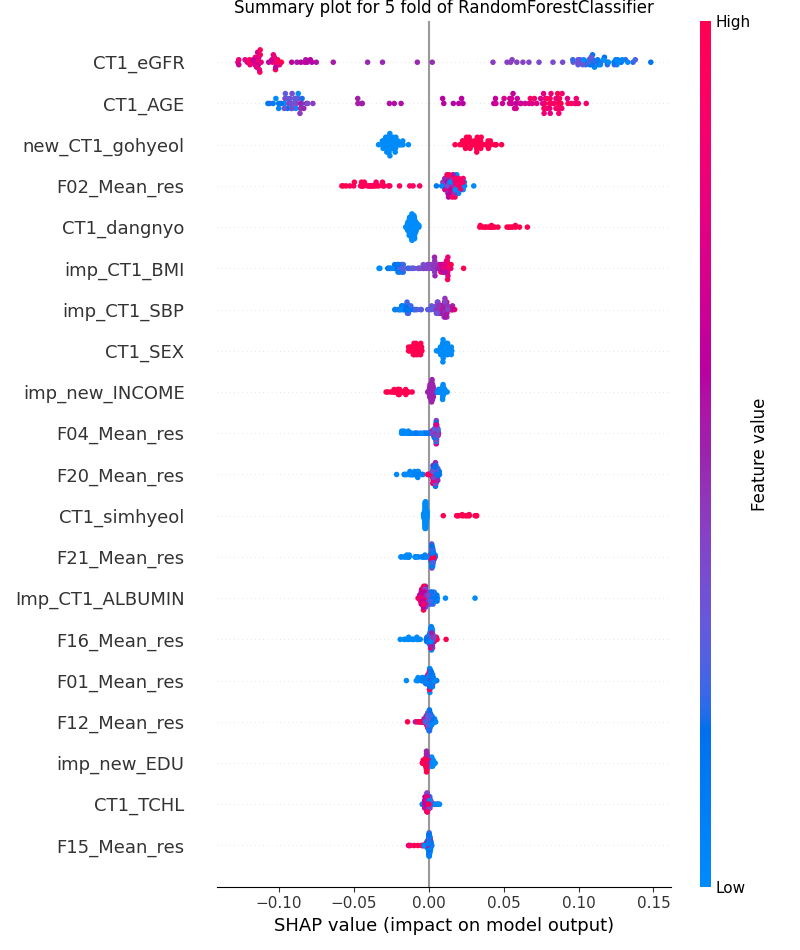 Summary plot for 5 fold of RandomForestClassifier
High
CT1_eGFR
CT1_AGE
new_CT1_gohyeol
F02_Mean_res
CT1_dangnyo
imp_CT1_BMI
imp_CT1_SBP
CT1_SEX
imp_new_INCOME
F04_Mean_res
F20_Mean_res
CT1_simhyeol
F21_Mean_res
Imp_CT1_ALBUMIN
F16_Mean_res
F01_Mean_res
F12_Mean_res
imp_new_EDU
CT1_TCHL
F15_Mean_res
Feature value
Low
−0.10 −0.05 0.00 0.05 0.10 0.15
SHAP value (impact on model output)